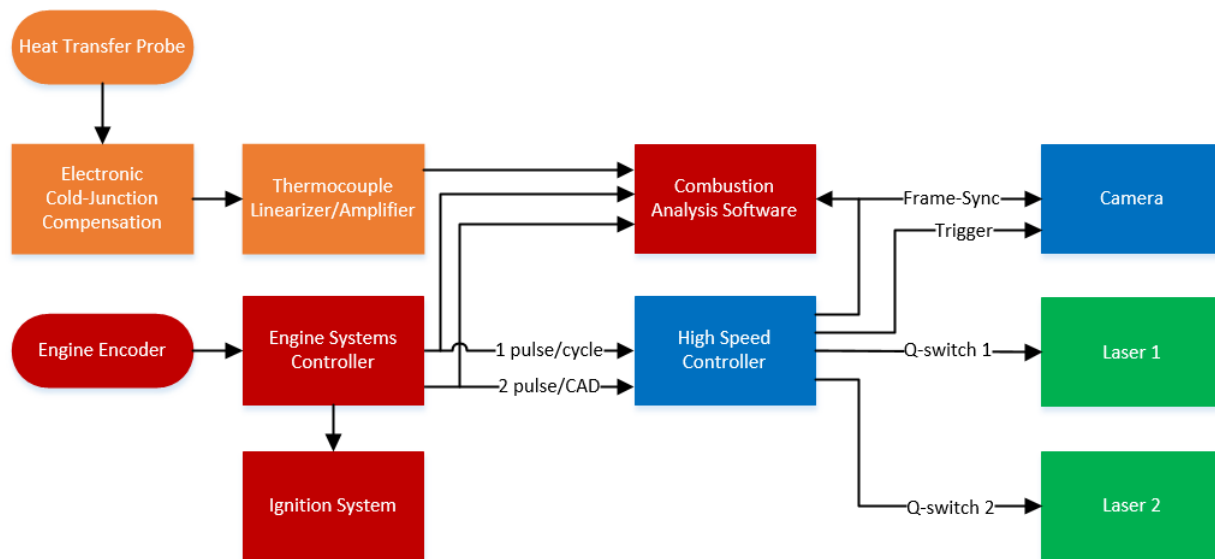 Heat Transfer Probe
Electronic
Cold-Junction
Compensation
Thermocouple
Linearizer/Amplifier
Combustion
Analysis Software
Frame-Sync
Trigger
Camera
Engine Encoder
Engine Systems
Controller
1 pulse/cycle
2 pulse/CAD
High Speed
Controller
Q-switch 1
Laser 1
Ignition System
Q-switch 2
Laser 2